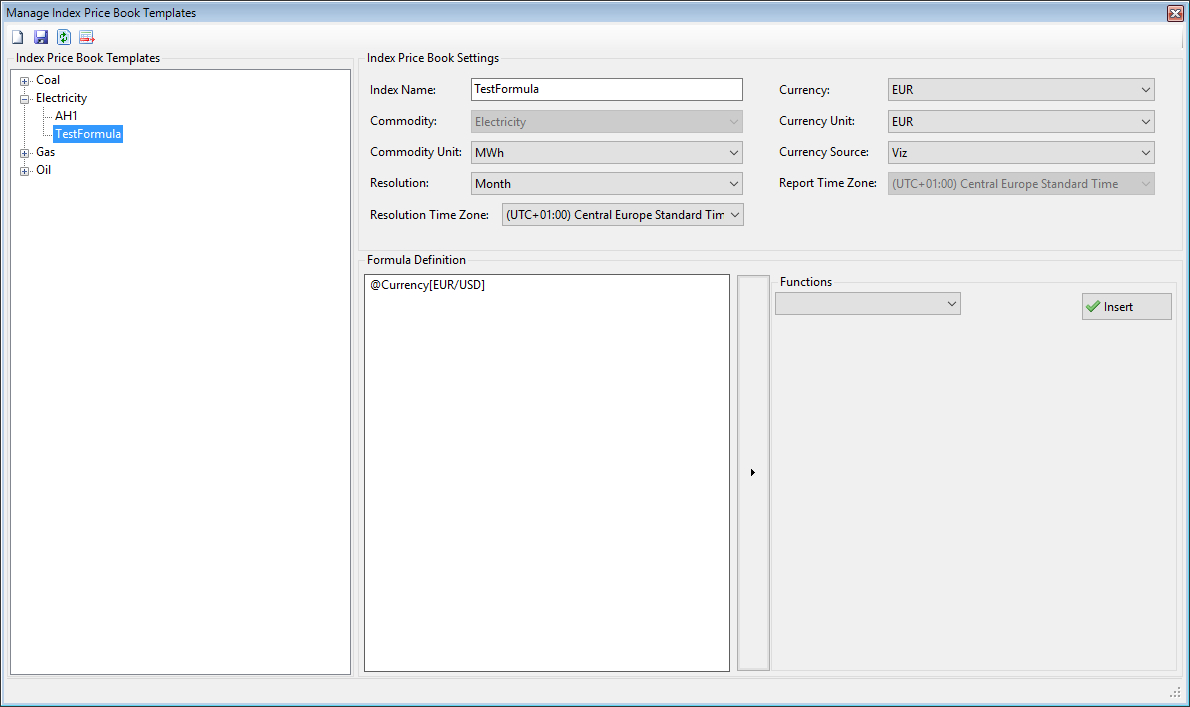 Manage Index Price Book Templates
Index Price Book Templates
Coal
Electricity
AH1
TestFormula
Gas
Oil
Index Price Book Settings
Index Name: TestFormula
Commodity: Electricity
Commodity Unit: MWh
Resolution: Month
Resolution Time Zone: (UTC+01:00) Central Europe Standard Tim
Currency: EUR
Currency Unit: EUR
Currency Source: Viz
Report Time Zone: (UTC+01:00) Central Europe Standard Time
Formula Definition
@Currency[EUR/USD]
Functions
Insert